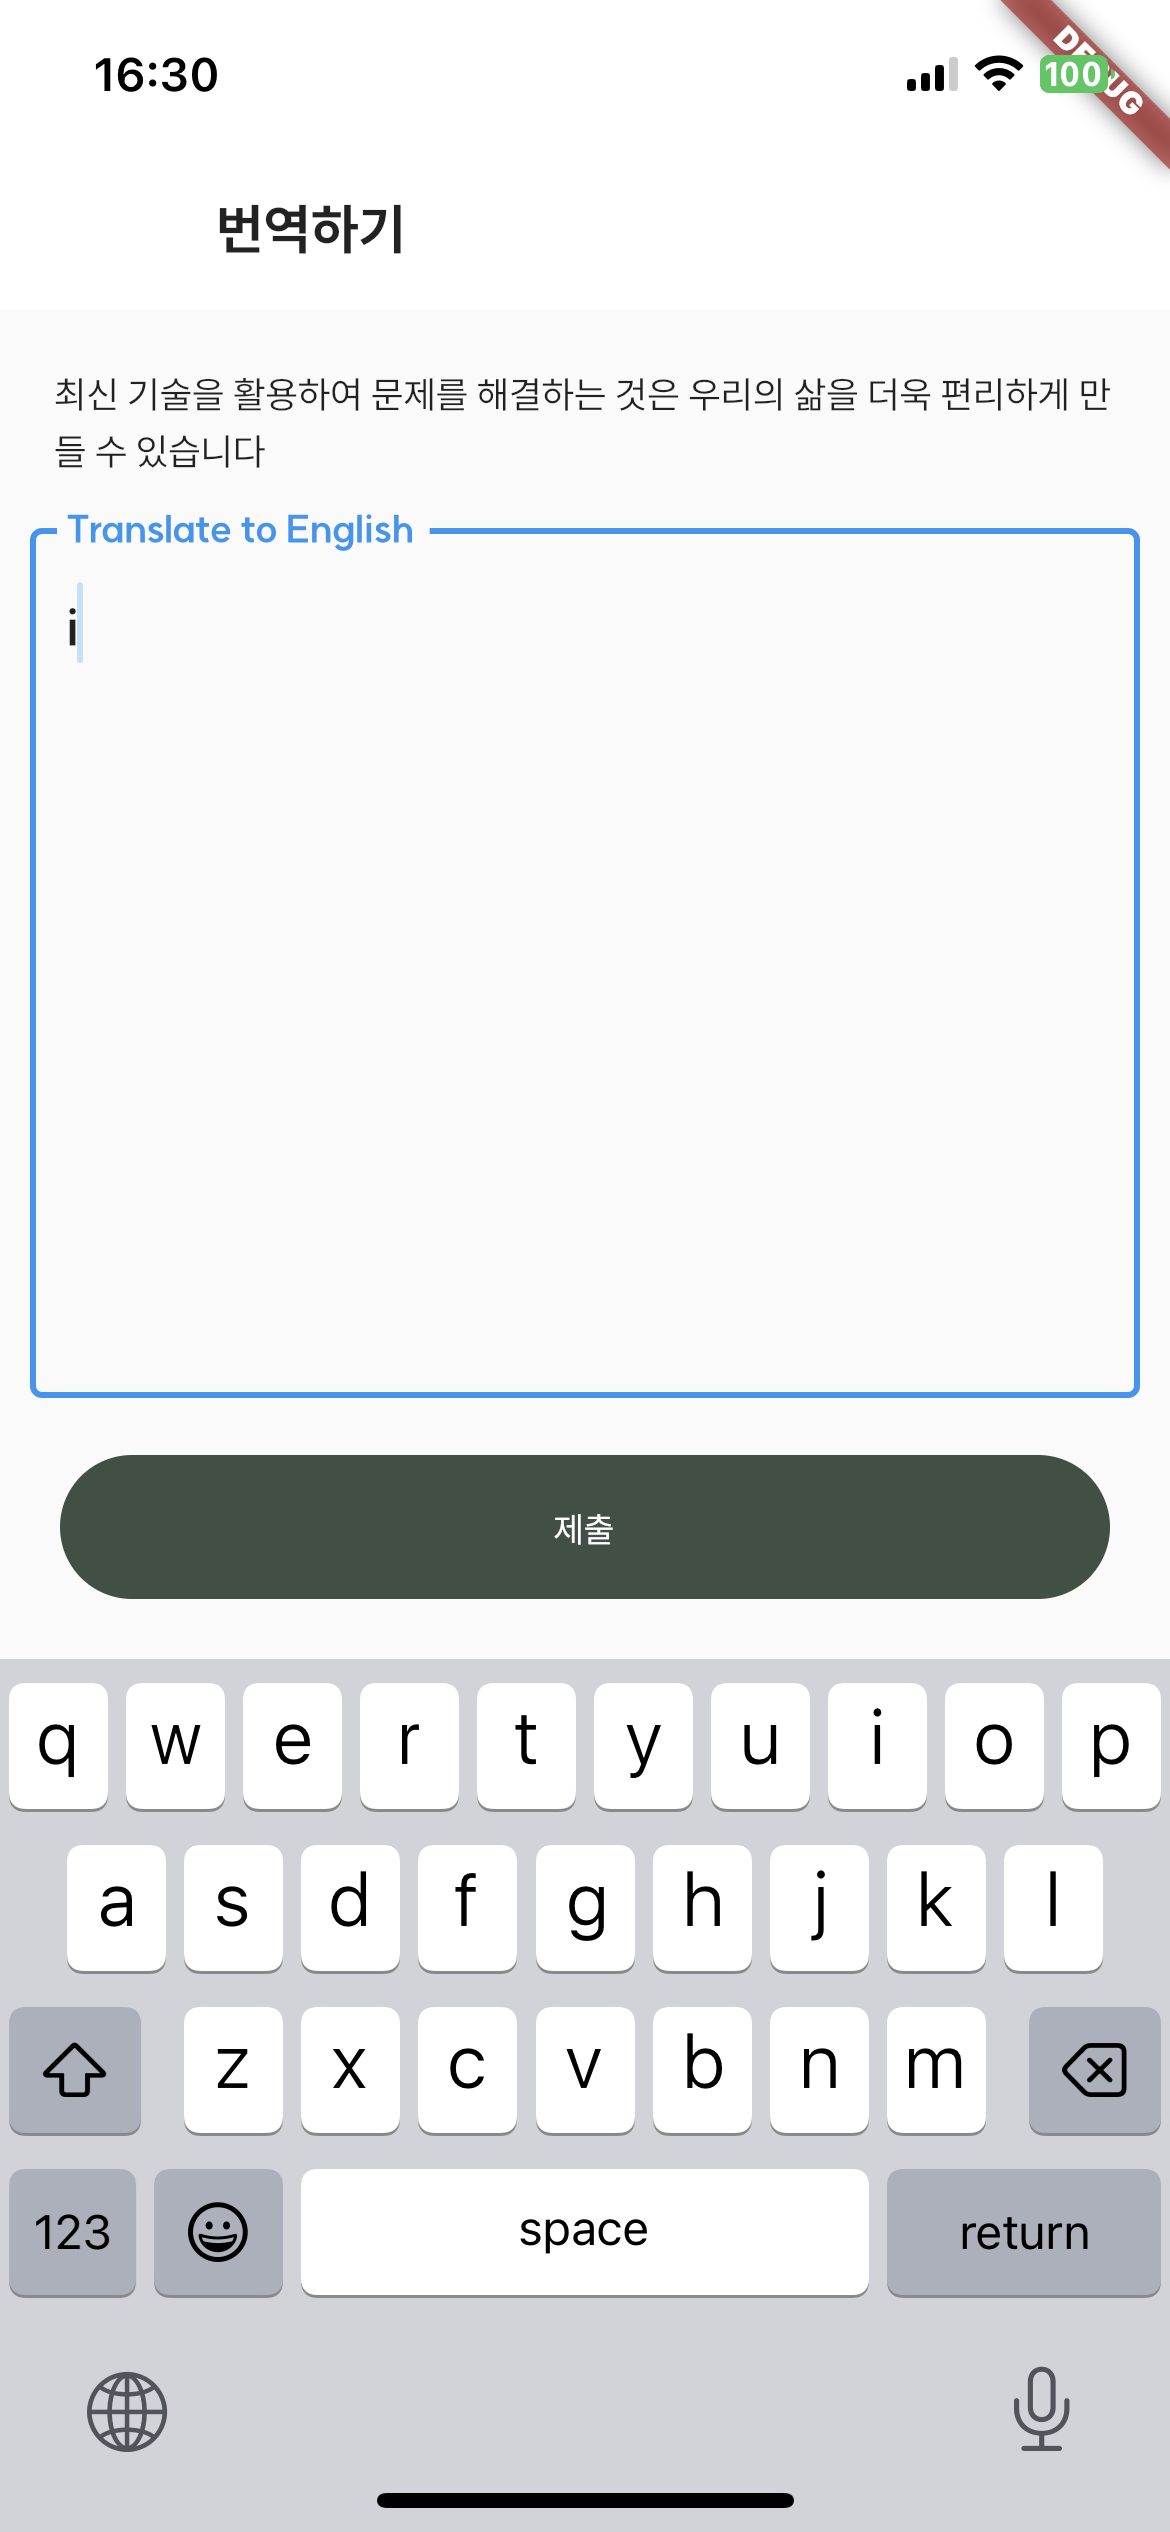 16:30
100
DEBUG
번역하기
최신 기술을 활용하여 문제를 해결하는 것은 우리의 삶을 더욱 편리하게 만
들 수 있습니다
Translate to English
i
제출
q w e r t y u i o p
a s d f g h j k l
z x c v b n m
123 space return